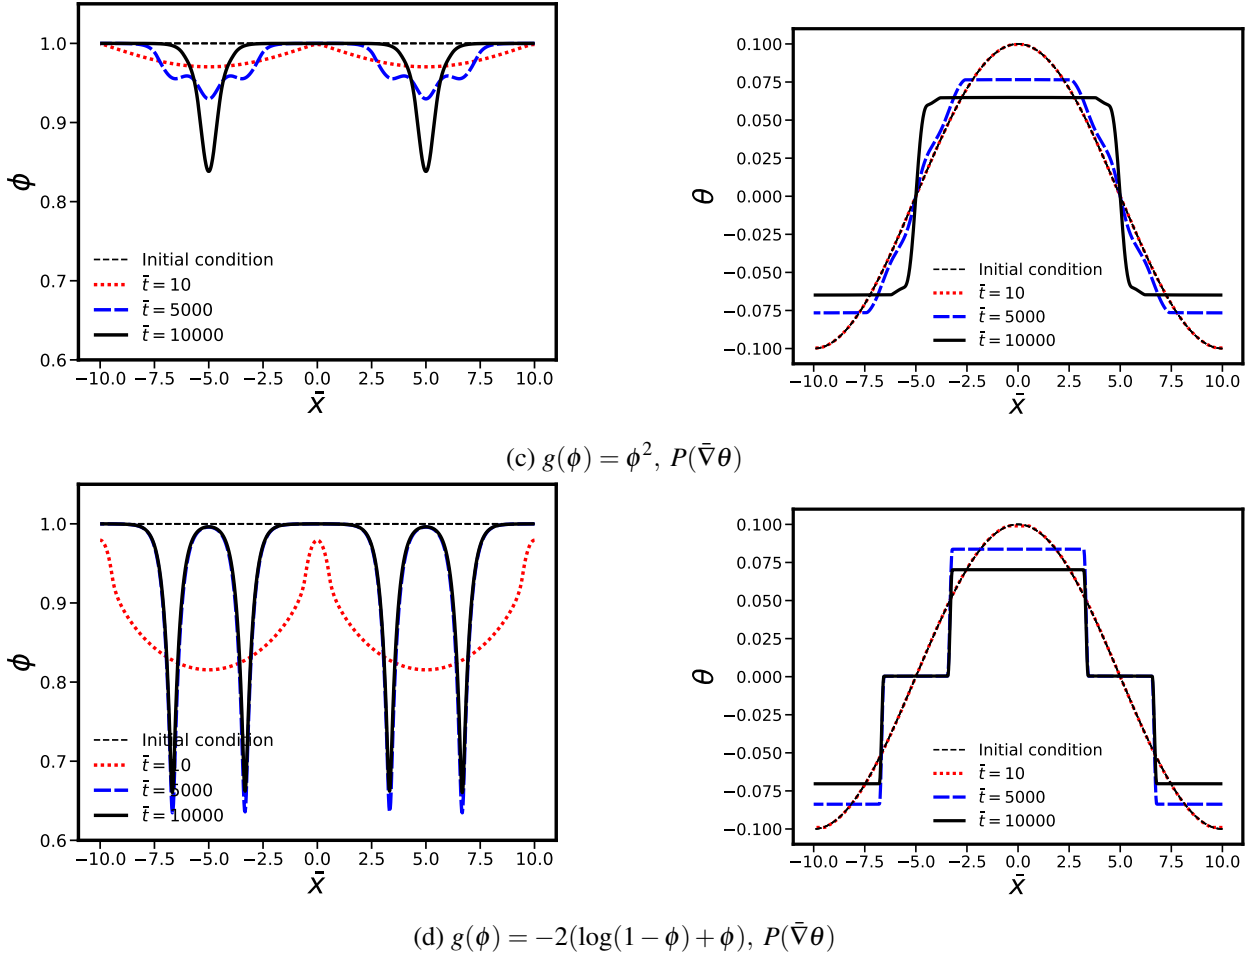 1.0
0.9
0.8
0.7
0.6
ϕ
Initial condition
t̄ = 10
t̄ = 5000
t̄ = 10000
−10.0 −7.5 −5.0 −2.5 0.0 2.5 5.0 7.5 10.0
x̄
0.100
0.075
0.050
0.025
0.000
−0.025
−0.050
−0.075
−0.100
θ
Initial condition
t̄ = 10
t̄ = 5000
t̄ = 10000
−10.0 −7.5 −5.0 −2.5 0.0 2.5 5.0 7.5 10.0
x̄
(c) g(ϕ) = ϕ², P(∇̄θ)
1.0
0.9
0.8
0.7
0.6
ϕ
Initial condition
t̄ = 10
t̄ = 5000
t̄ = 10000
−10.0 −7.5 −5.0 −2.5 0.0 2.5 5.0 7.5 10.0
x̄
0.100
0.075
0.050
0.025
0.000
−0.025
−0.050
−0.075
−0.100
θ
Initial condition
t̄ = 10
t̄ = 5000
t̄ = 10000
−10.0 −7.5 −5.0 −2.5 0.0 2.5 5.0 7.5 10.0
x̄
(d) g(ϕ) = −2(log(1 − ϕ) + ϕ), P(∇̄θ)